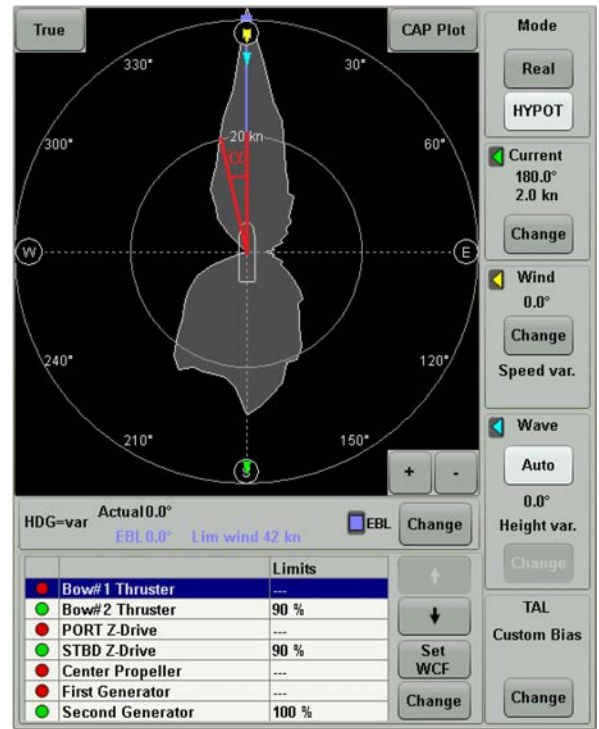 True
CAP Plot
N
330°
30°
300°
60°
20 kn
α
W
E
240°
120°
210°
150°
S
+ -
HDG=var Actual 0.0°
EBL 0.0° Lim wind 42 kn
EBL
Change
Limits
Bow#1 Thruster ---
Bow#2 Thruster 90 %
PORT Z-Drive ---
STBD Z-Drive 90 %
Center Propeller ---
First Generator ---
Second Generator 100 %
Set
WCF
Change
Mode
Real
HYPOT
Current
180.0°
2.0 kn
Change
Wind
0.0°
Change
Speed var.
Wave
Auto
0.0°
Height var.
Change
TAL
Custom Bias
Change